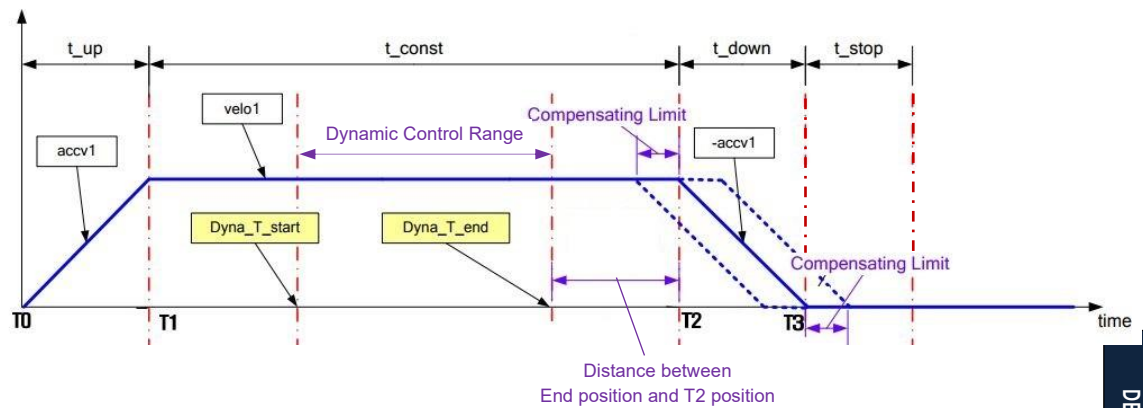 t_up
t_const
t_down
t_stop
velo1
Compensating Limit
Dynamic Control Range
accv1
-accv1
Dyna_T_start
Dyna_T_end
Compensating Limit
T0
T1
T2
T3
time
Distance between
End position and T2 position
DE